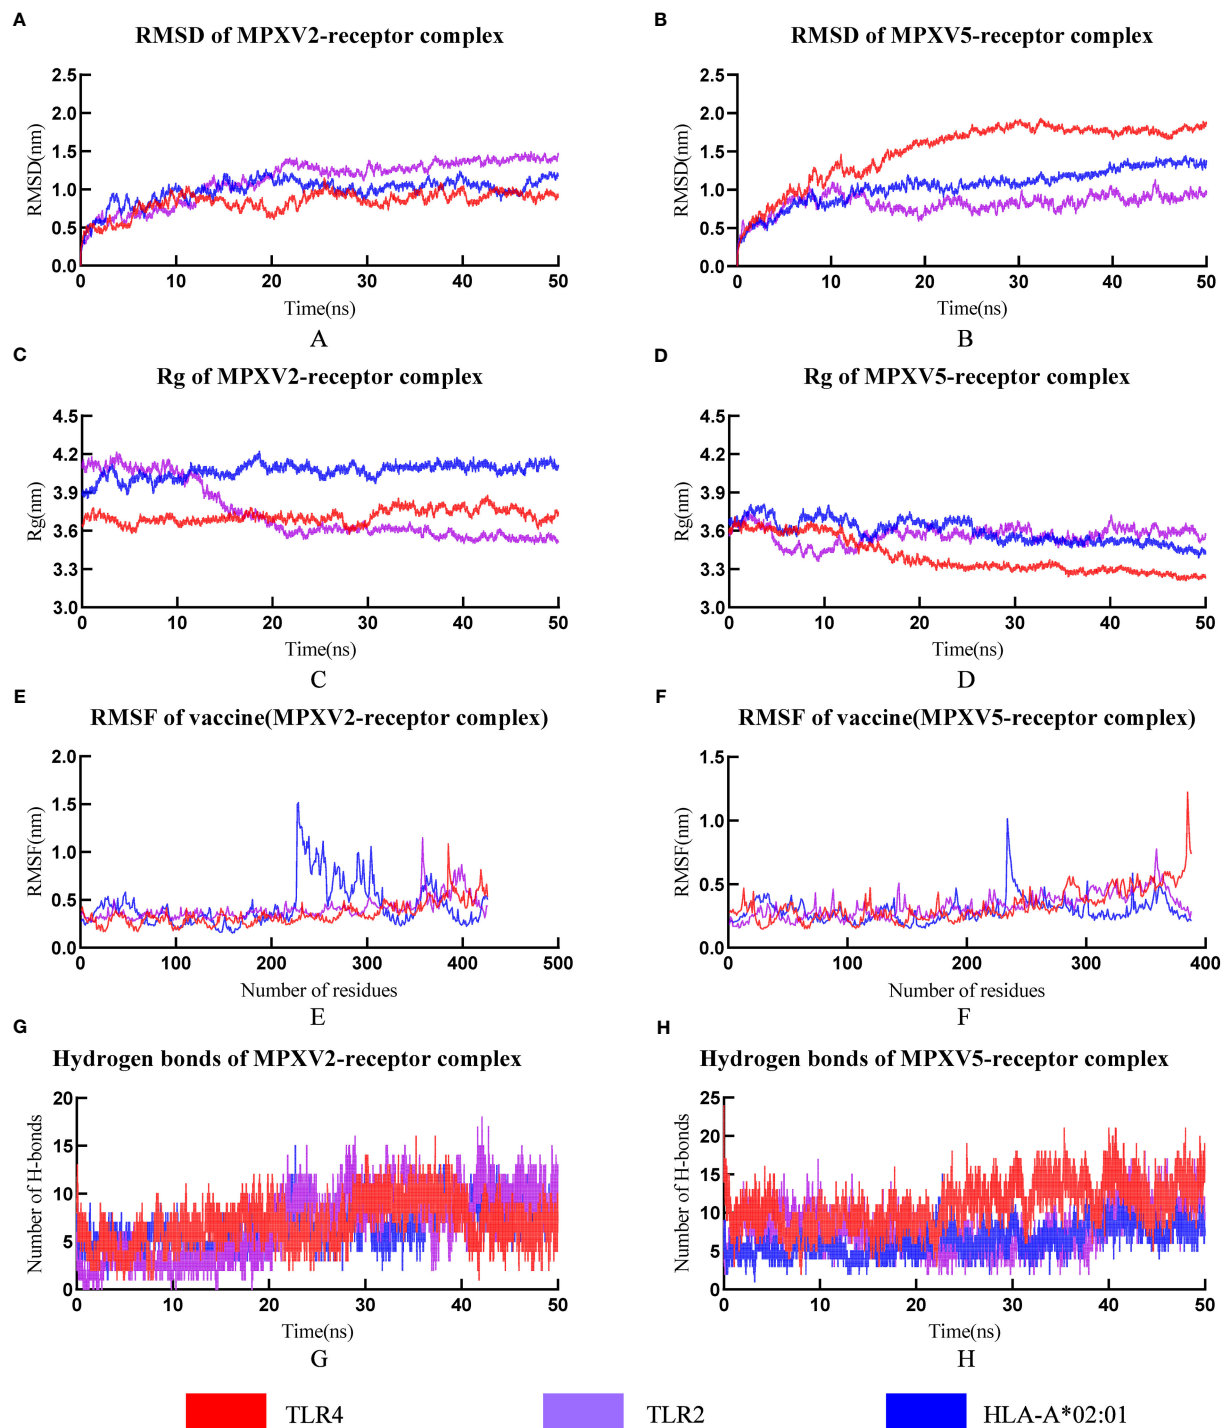 A
RMSD of MPXV2-receptor complex
2.5
2.0
1.5
1.0
0.5
0.0
RMSD(nm)
0 10 20 30 40 50
Time(ns)
A
B
RMSD of MPXV5-receptor complex
2.5
2.0
1.5
1.0
0.5
0.0
RMSD(nm)
0 10 20 30 40 50
Time(ns)
B
C
Rg of MPXV2-receptor complex
4.5
4.2
3.9
3.6
3.3
3.0
Rg(nm)
0 10 20 30 40 50
Time(ns)
C
D
Rg of MPXV5-receptor complex
4.5
4.2
3.9
3.6
3.3
3.0
Rg(nm)
0 10 20 30 40 50
Time(ns)
D
E
RMSF of vaccine(MPXV2-receptor complex)
2.0
1.5
1.0
0.5
0.0
RMSF(nm)
0 100 200 300 400 500
Number of residues
E
F
RMSF of vaccine(MPXV5-receptor complex)
1.5
1.0
0.5
0.0
RMSF(nm)
0 100 200 300 400
Number of residues
F
G
Hydrogen bonds of MPXV2-receptor complex
20
15
10
5
0
Number of H-bonds
0 10 20 30 40 50
Time(ns)
G
H
Hydrogen bonds of MPXV5-receptor complex
25
20
15
10
5
0
Number of H-bonds
0 10 20 30 40 50
Time(ns)
H
TLR4 TLR2 HLA-A*02:01